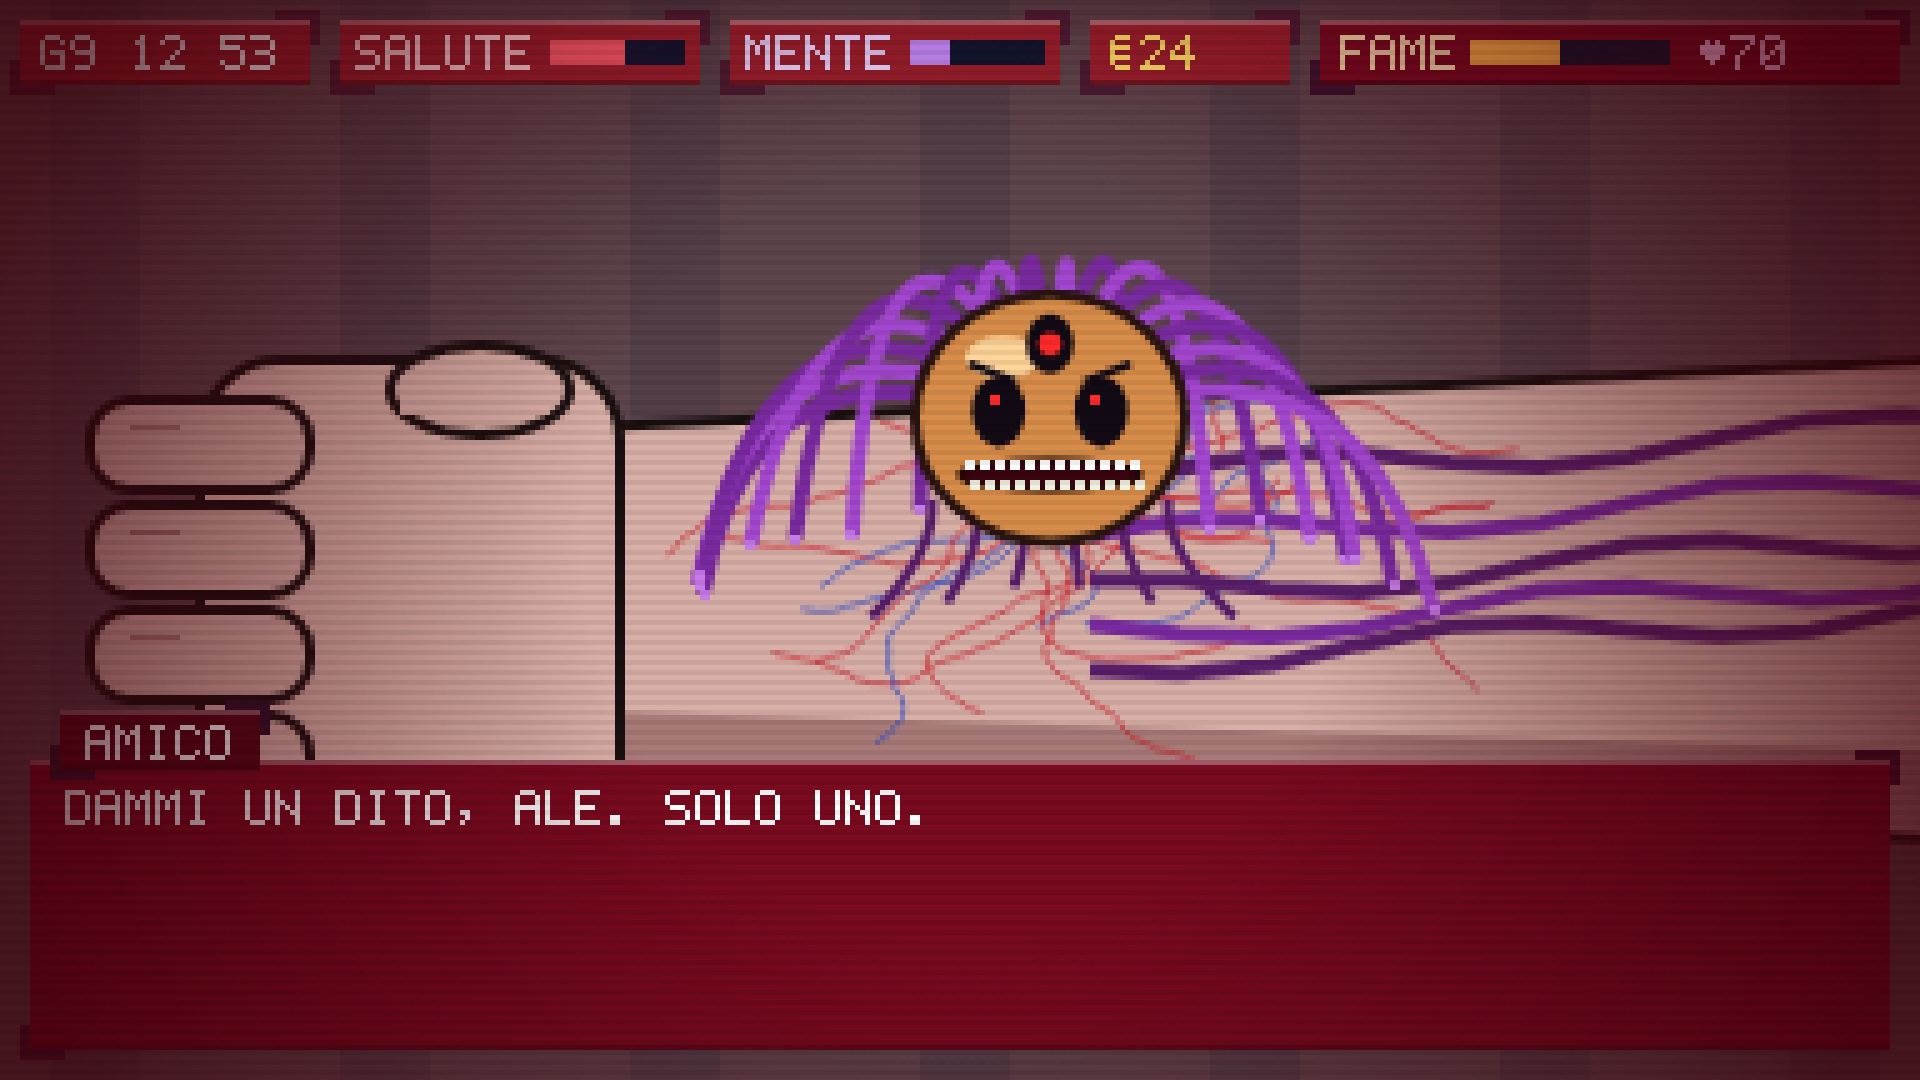 G9 12 53 SALUTE MENTE €24 FAME ♥70
AMICO
DAMMI UN DITO, ALE. SOLO UNO.